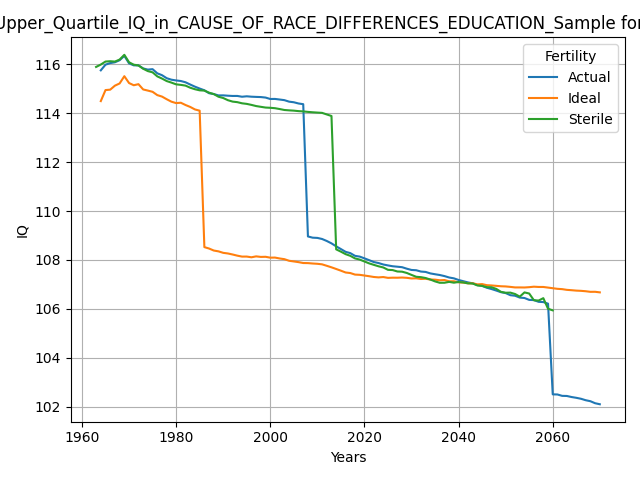 Upper_Quartile_IQ_in_CAUSE_OF_RACE_DIFFERENCES_EDUCATION_Sample for
Fertility
Actual
Ideal
Sterile
116
114
112
110
108
106
104
102
IQ
1960
1980
2000
2020
2040
2060
Years